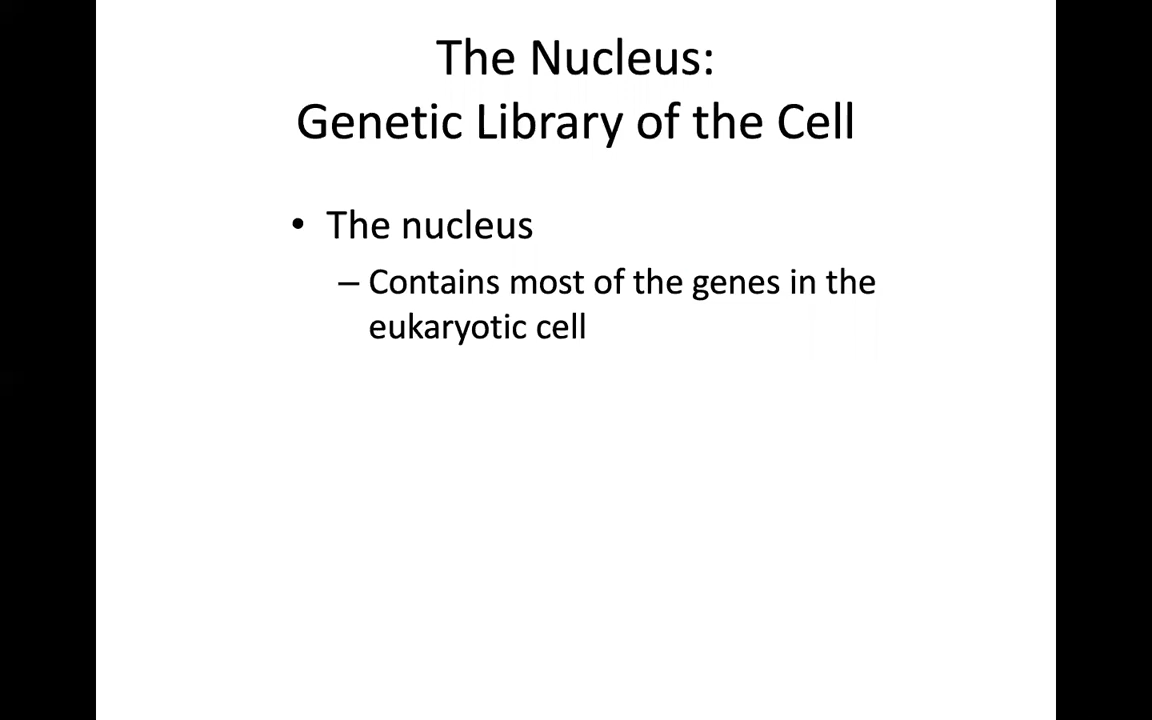 The Nucleus:
Genetic Library of the Cell
• The nucleus
– Contains most of the genes in the
eukaryotic cell